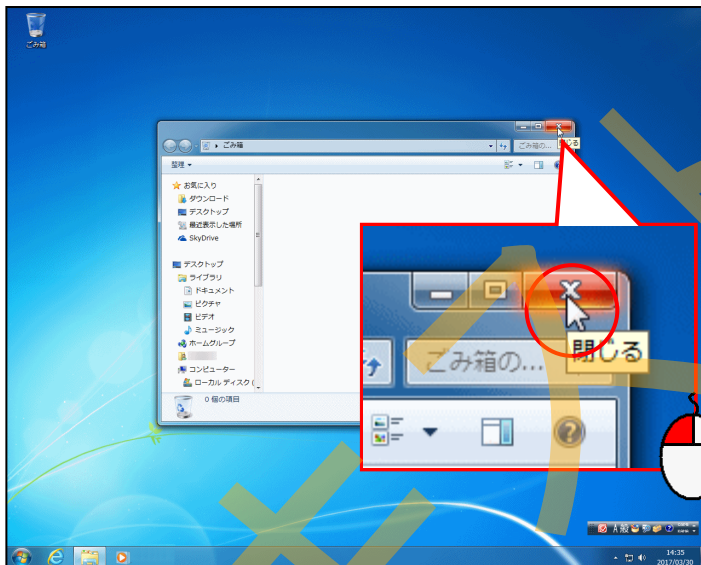 ごみ箱
ごみ箱
ごみ箱の...
閉じる
整理
お気に入り
ダウンロード
デスクトップ
最近表示した場所
SkyDrive
デスクトップ
ライブラリ
ドキュメント
ピクチャ
ビデオ
ミュージック
ホームグループ
コンピューター
ローカル ディスク (
0 個の項目
ごみ箱の...
閉じる
A 般
14:35
2017/03/30